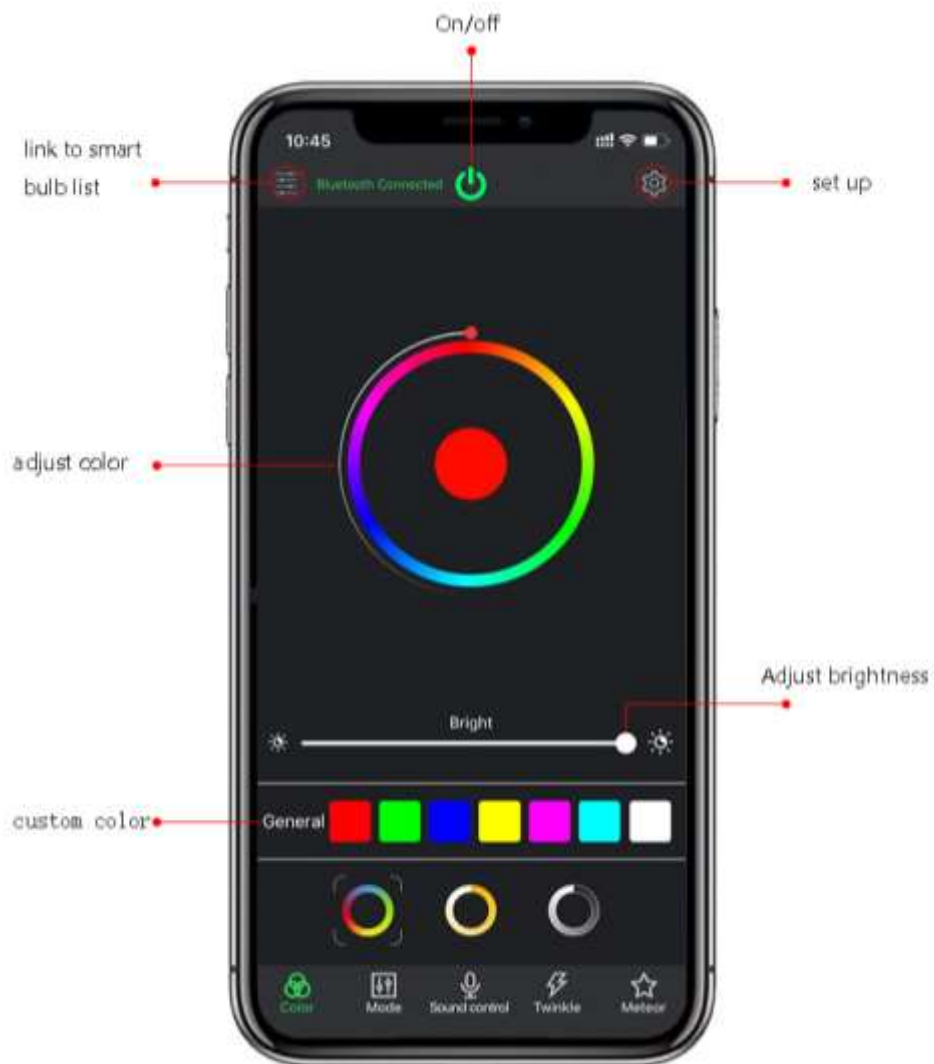 On/off
10:45
link to smart
bulb list
Bluetooth Connected
set up
adjust color
Adjust brightness
Bright
custom color
General
Color
Mode
Sound control
Twinkle
Meteor